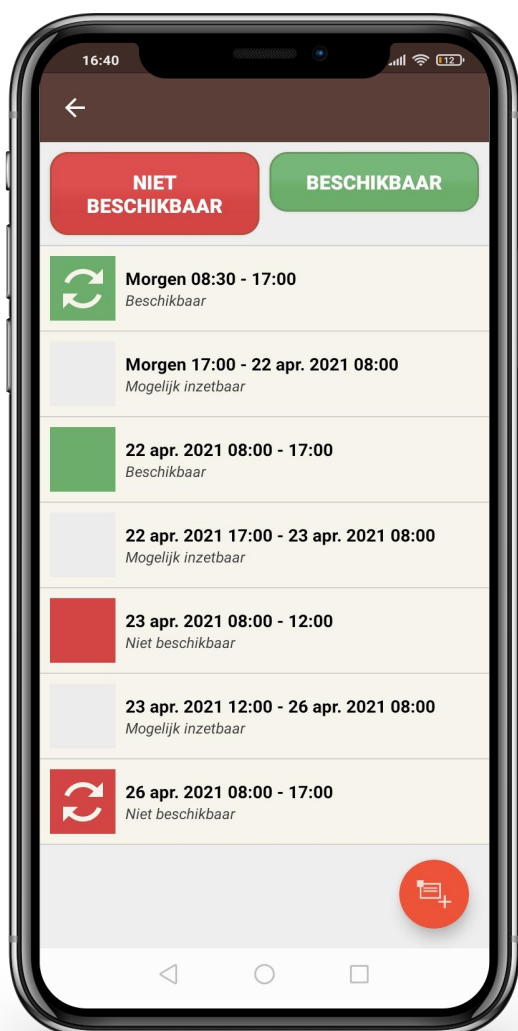 16:40
12
NIET
BESCHIKBAAR
BESCHIKBAAR
Morgen 08:30 - 17:00
Beschikbaar
Morgen 17:00 - 22 apr. 2021 08:00
Mogelijk inzetbaar
22 apr. 2021 08:00 - 17:00
Beschikbaar
22 apr. 2021 17:00 - 23 apr. 2021 08:00
Mogelijk inzetbaar
23 apr. 2021 08:00 - 12:00
Niet beschikbaar
23 apr. 2021 12:00 - 26 apr. 2021 08:00
Mogelijk inzetbaar
26 apr. 2021 08:00 - 17:00
Niet beschikbaar